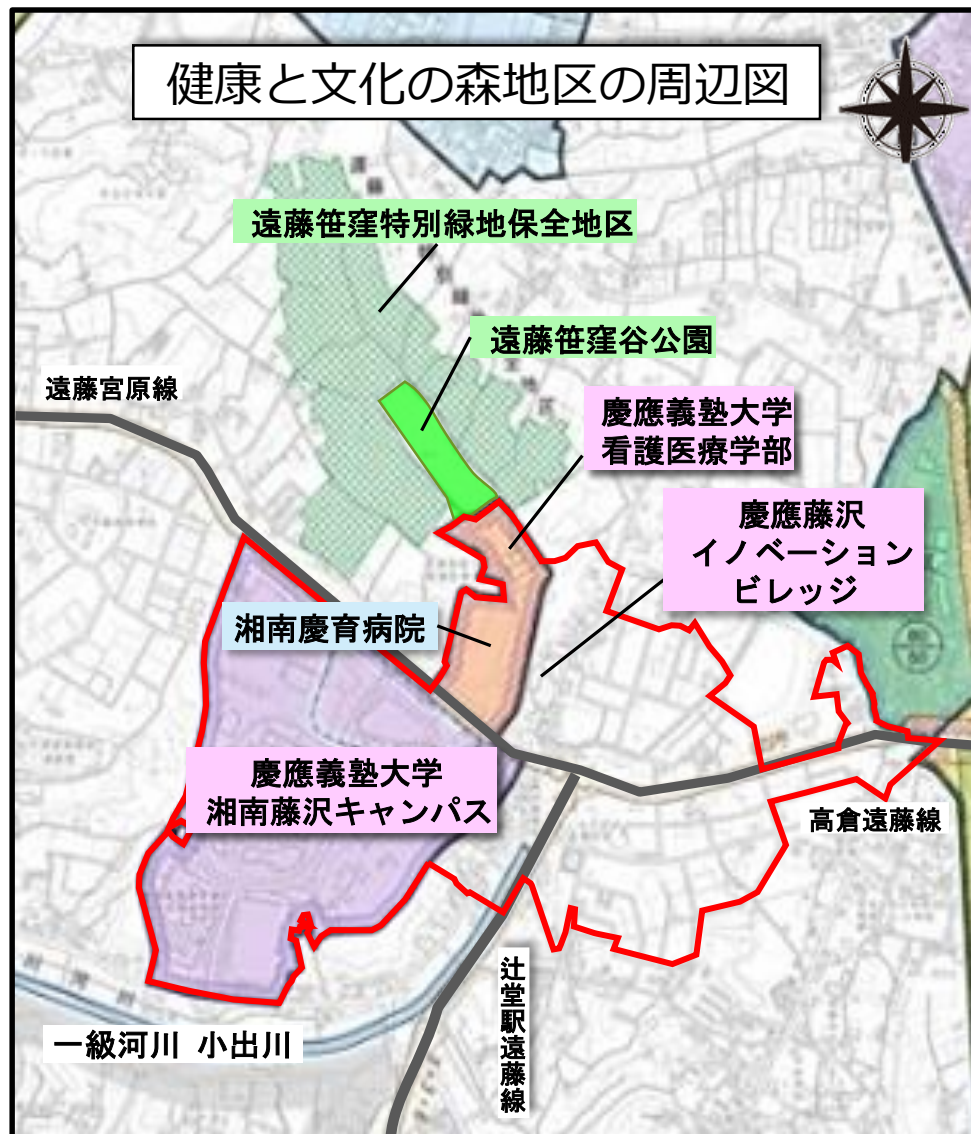 健康と文化の森地区の周辺図
遠藤笹窪特別緑地保全地区
遠藤笹窪谷公園
遠藤宮原線
慶應義塾大学
看護医療学部
慶應藤沢
イノベーション
ビレッジ
湘南慶育病院
慶應義塾大学
湘南藤沢キャンパス
高倉遠藤線
辻堂駅遠藤線
一級河川 小出川